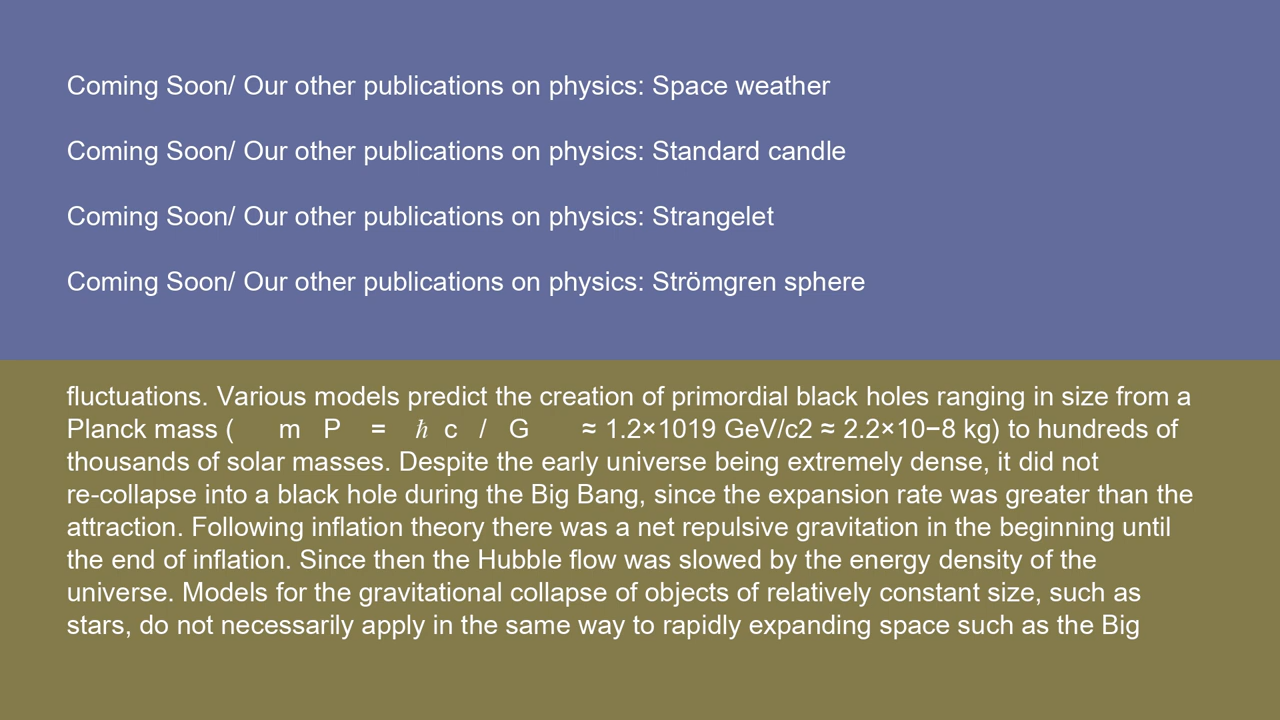 Coming Soon/ Our other publications on physics: Space weather
Coming Soon/ Our other publications on physics: Standard candle
Coming Soon/ Our other publications on physics: Strangelet
Coming Soon/ Our other publications on physics: Strömgren sphere
fluctuations. Various models predict the creation of primordial black holes ranging in size from a
Planck mass ( m P = ℏ c / G ≈ 1.2×1019 GeV/c2 ≈ 2.2×10−8 kg) to hundreds of
thousands of solar masses. Despite the early universe being extremely dense, it did not
re-collapse into a black hole during the Big Bang, since the expansion rate was greater than the
attraction. Following inflation theory there was a net repulsive gravitation in the beginning until
the end of inflation. Since then the Hubble flow was slowed by the energy density of the
universe. Models for the gravitational collapse of objects of relatively constant size, such as
stars, do not necessarily apply in the same way to rapidly expanding space such as the Big